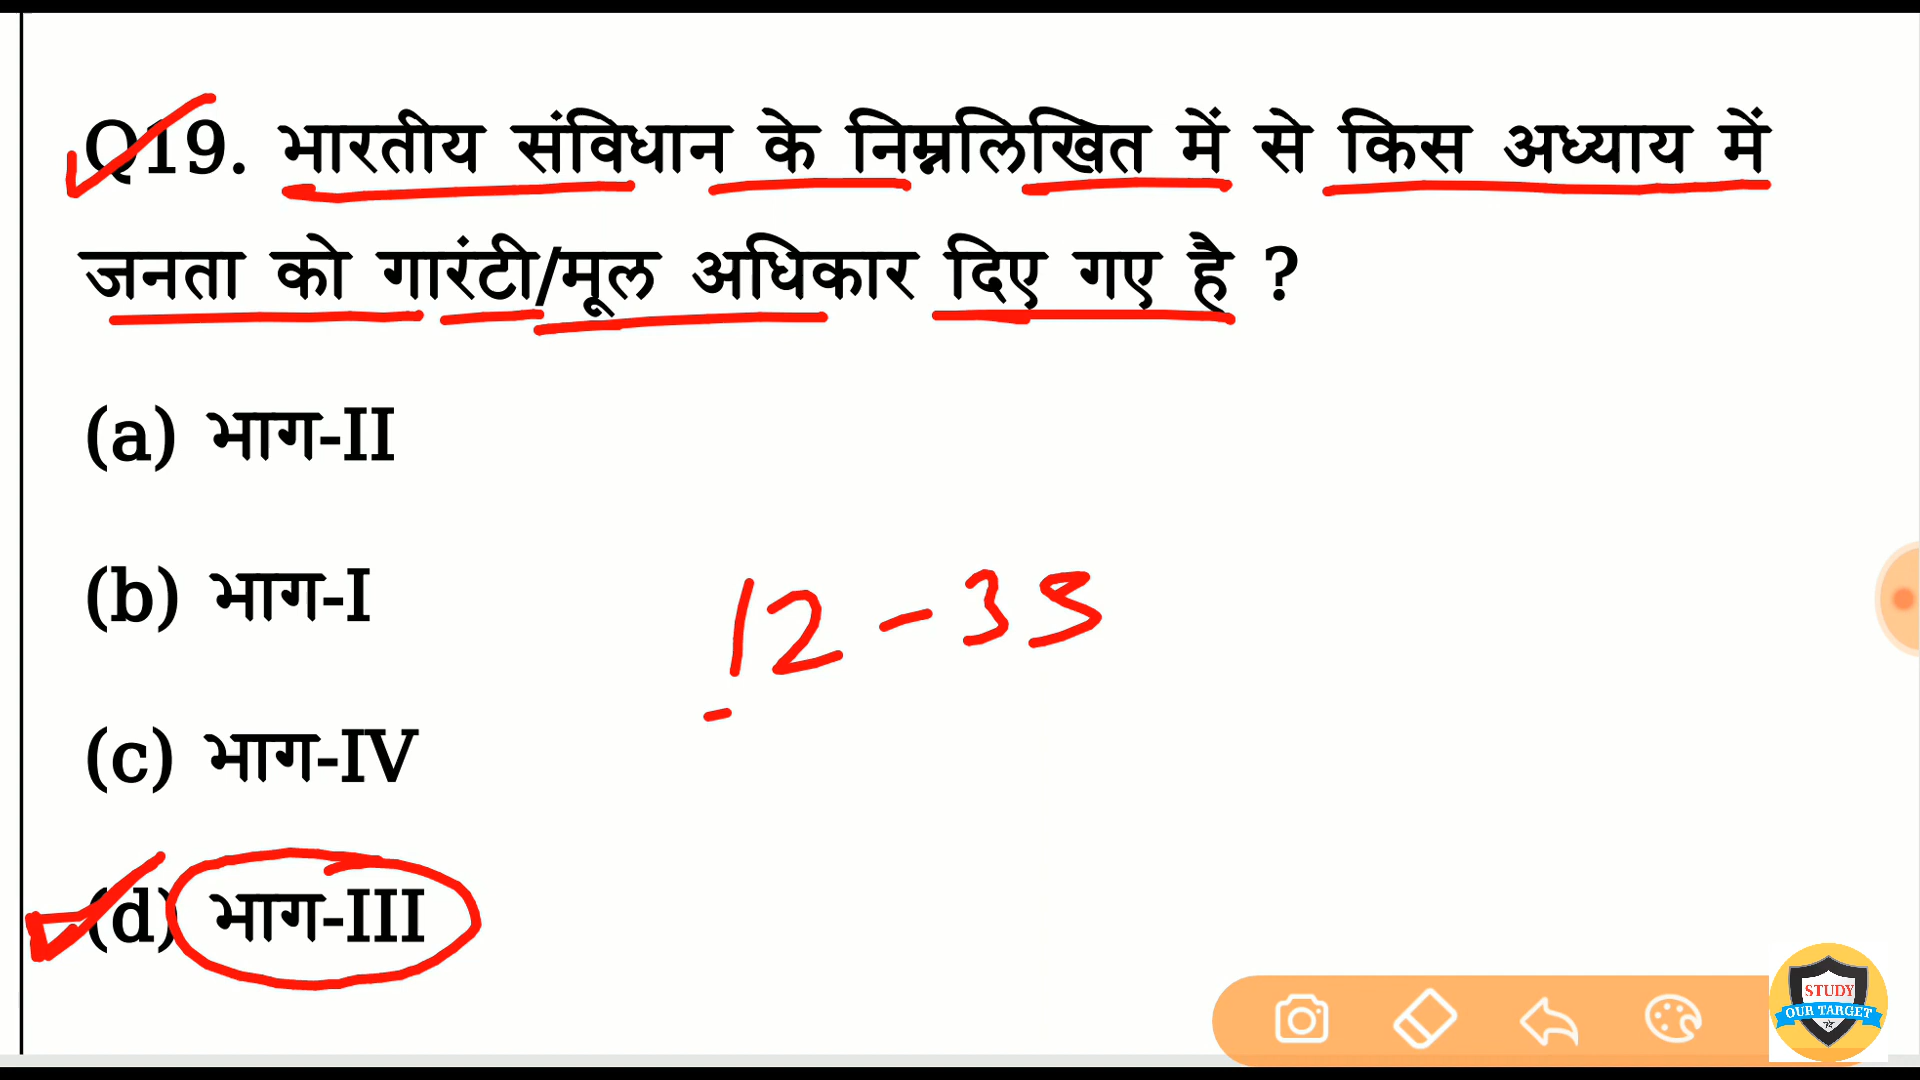 Q19. भारतीय संविधान के निम्नलिखित में से किस अध्याय में
जनता को गारंटी/मूल अधिकार दिए गए है ?
(a) भाग-II
(b) भाग-I
12-35
(c) भाग-IV
(d) भाग-III
STUDY
OUR TARGET